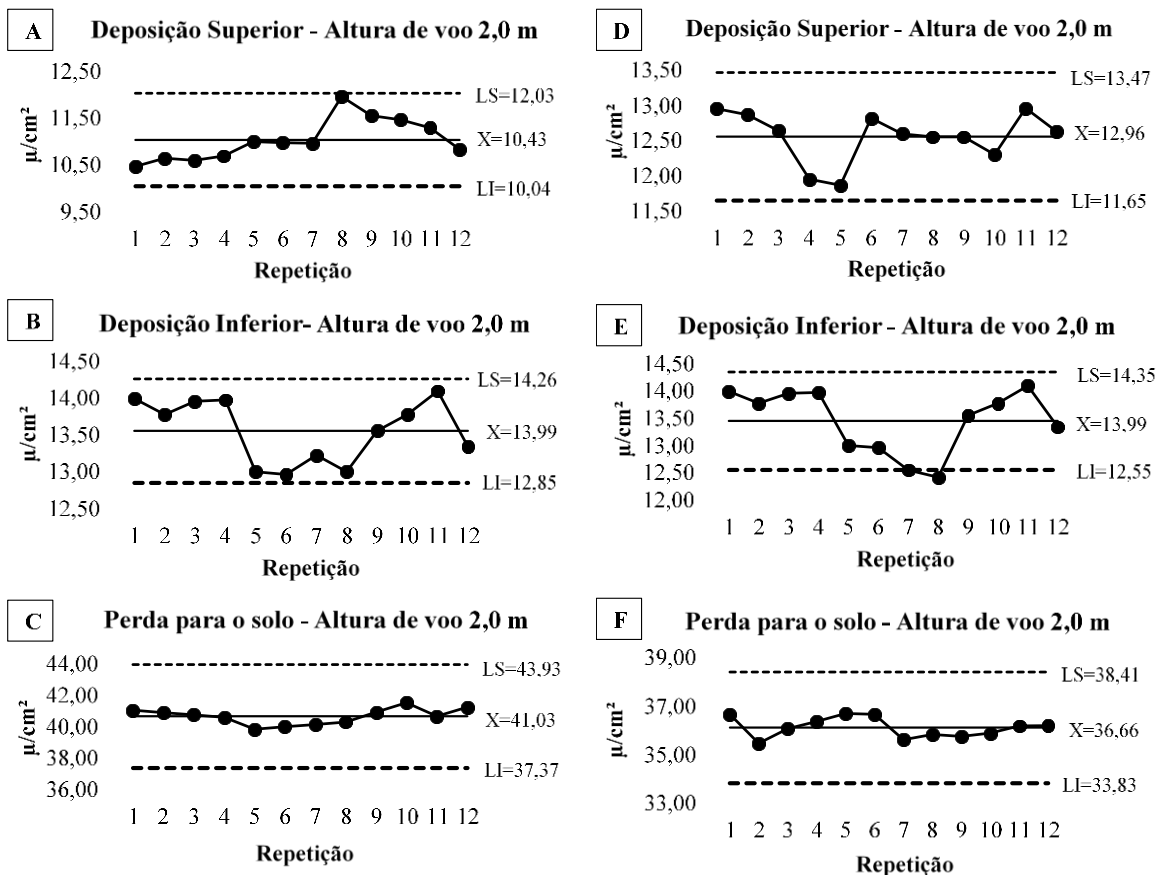 A
Deposição Superior - Altura de voo 2,0 m
12,50
11,50
10,50
9,50
µ/cm²
LS=12,03
X=10,43
LI=10,04
1 2 3 4 5 6 7 8 9 10 11 12
Repetição
D
Deposição Superior - Altura de voo 2,0 m
13,50
13,00
12,50
12,00
11,50
µ/cm²
LS=13,47
X=12,96
LI=11,65
1 2 3 4 5 6 7 8 9 10 11 12
Repetição
B
Deposição Inferior- Altura de voo 2,0 m
14,50
14,00
13,50
13,00
12,50
µ/cm²
LS=14,26
X=13,99
LI=12,85
1 2 3 4 5 6 7 8 9 10 11 12
Repetição
E
Deposição Inferior - Altura de voo 2,0 m
14,50
14,00
13,50
13,00
12,50
12,00
µ/cm²
LS=14,35
X=13,99
LI=12,55
1 2 3 4 5 6 7 8 9 10 11 12
Repetição
C
Perda para o solo - Altura de voo 2,0 m
44,00
42,00
40,00
38,00
36,00
µ/cm²
LS=43,93
X=41,03
LI=37,37
1 2 3 4 5 6 7 8 9 10 11 12
Repetição
F
Perda para o solo - Altura de voo 2,0 m
39,00
37,00
35,00
33,00
µ/cm²
LS=38,41
X=36,66
LI=33,83
1 2 3 4 5 6 7 8 9 10 11 12
Repetição